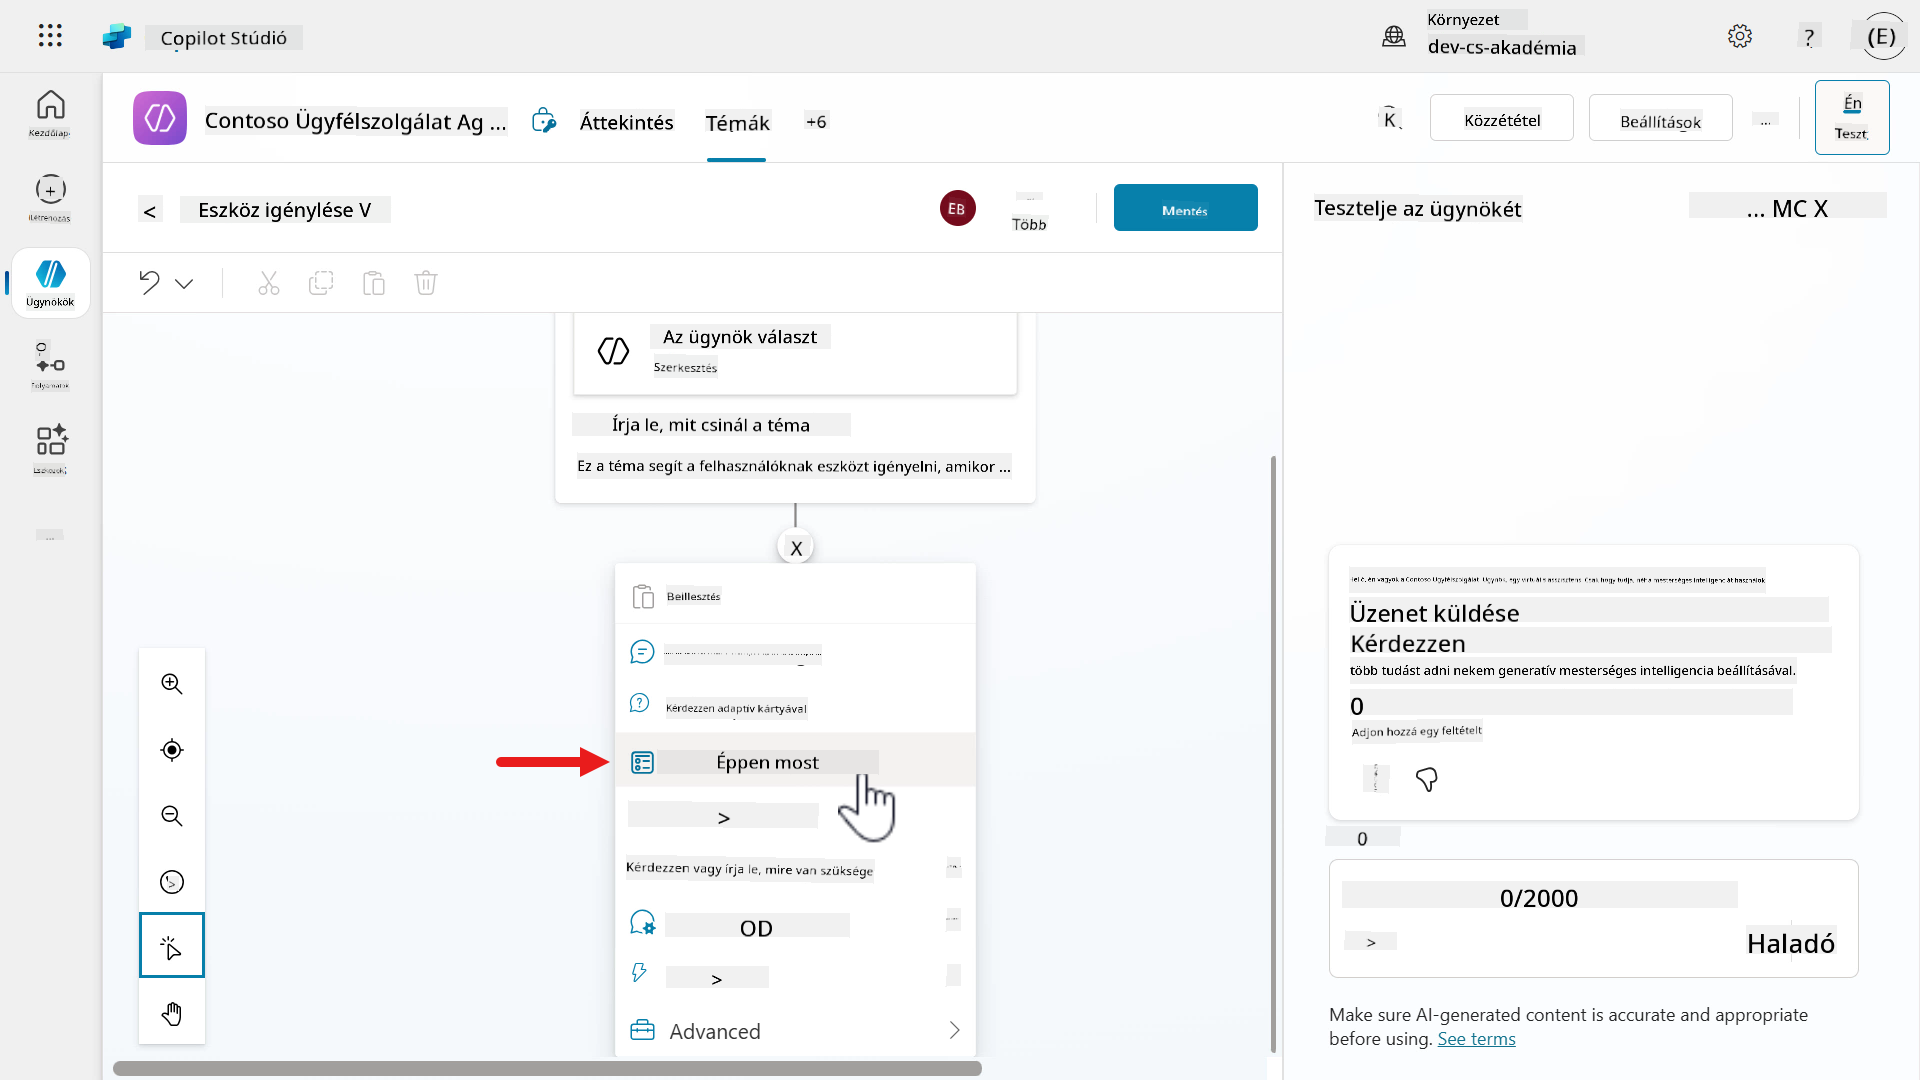 Copilot Stúdió
Környezet
dev-cs-akadémia
?
(E)
Kezdőlap
Contoso Ügyfélszolgálat Ag ...
Áttekintés
Témák
+6
K
Közzététel
Beállítások
...
Én
Teszt
Létrehozás
< Eszköz igénylése V
EB
Több
Mentés
Tesztelje az ügynökét
... MC X
Ügynökök
Az ügynök választ
Szerkesztés
Folyamatok
Írja le, mit csinál a téma
Ez a téma segít a felhasználóknak eszközt igényelni, amikor ...
Eszközök
X
Beillesztés
Kérdezzen adaptív kártyával
Éppen most
>
Kérdezzen vagy írja le, mire van szüksége
OD
>
Advanced
Üzenet küldése
Kérdezzen
több tudást adni nekem generatív mesterséges intelligencia beállításával.
0
Adjon hozzá egy feltételt
0
0/2000
>
Haladó
Make sure AI-generated content is accurate and appropriate
before using. See terms